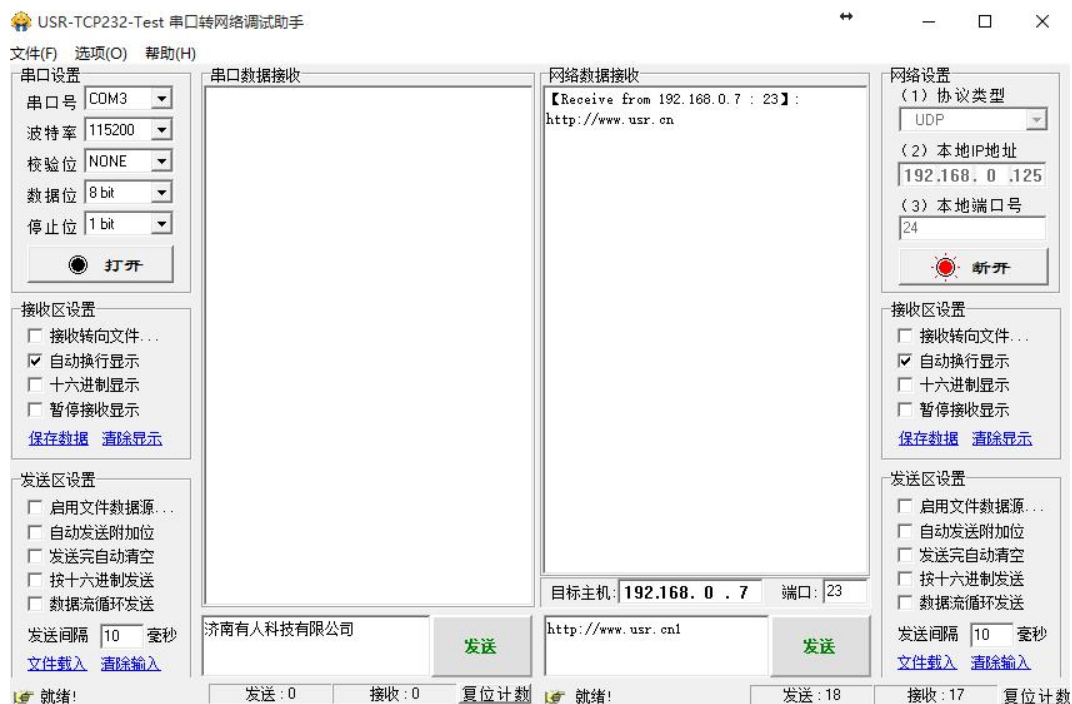 USR-TCP232-Test 串口转网络调试助手
文件(F) 选项(O) 帮助(H)
串口设置
串口号 COM3
波特率 115200
校验位 NONE
数据位 8 bit
停止位 1 bit
打开
接收区设置
接收转向文件...
自动换行显示
十六进制显示
暂停接收显示
保存数据 清除显示
发送区设置
启用文件数据源...
自动发送附加位
发送完自动清空
按十六进制发送
数据流循环发送
发送间隔 10 毫秒
文件载入 清除输入
串口数据接收
济南有人科技有限公司
发送
网络数据接收
【Receive from 192.168.0.7 : 23】:
http://www.usr.cn
目标主机: 192.168. 0 . 7 端口: 23
http://www.usr.cn1
发送
网络设置
(1) 协议类型
UDP
(2) 本地IP地址
192.168. 0 .125
(3) 本地端口号
24
断开
接收区设置
接收转向文件...
自动换行显示
十六进制显示
暂停接收显示
保存数据 清除显示
发送区设置
启用文件数据源...
自动发送附加位
发送完自动清空
按十六进制发送
数据流循环发送
发送间隔 10 毫秒
文件载入 清除输入
就绪! 发送:0 接收:0 复位计数 就绪! 发送:18 接收:17 复位计数